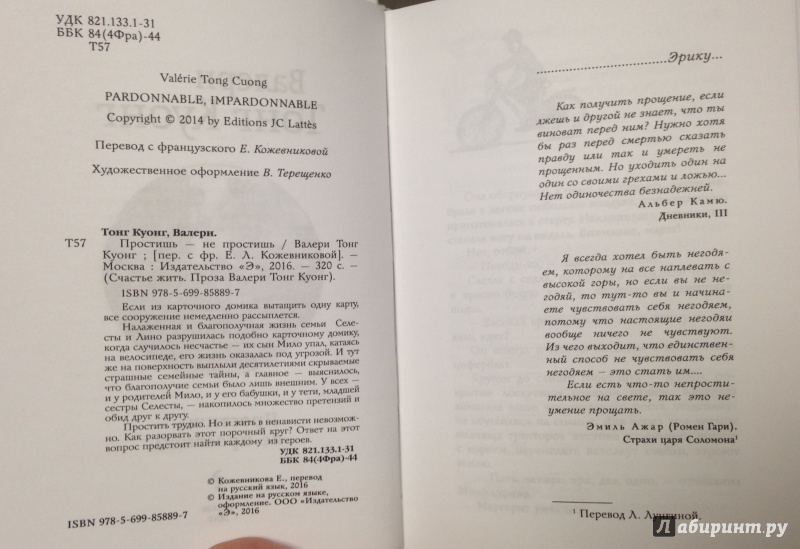 УДК 821.133.1-31
ББК 84(4Фра)-44
Т57
Valérie Tong Cuong
PARDONNABLE, IMPARDONNABLE
Copyright © 2014 by Editions JC Lattès
Перевод с французского Е. Кожевниковой
Художественное оформление В. Терещенко
Тонг Куонг, Валери.
Т57 Простишь — не простишь / Валери Тонг
Куонг ; [пер. с фр. Е. Л. Кожевниковой]. —
Москва : Издательство «Э», 2016. — 320 с. —
(Счастье жить. Проза Валери Тонг Куонг).
ISBN 978-5-699-85889-7
Если из карточного домика вытащить одну карту,
все сооружение немедленно рассыплется.
Налаженная и благополучная жизнь семьи Селе-
сты и Лино разрушилась подобно карточному домику,
когда случилось несчастье — их сын Мило упал, катаясь
на велосипеде, его жизнь оказалась под угрозой. И тут
же на поверхность выплыли десятилетиями скрываемые
страшные семейные тайны, а главное — выяснилось,
что благополучие семьи было лишь внешним. У всех —
и у родителей Мило, и у его бабушки, и у тети, младшей
сестры Селесты, — накопилось множество претензий и
обид друг к другу.
Простить трудно. Но и жить в ненависти невозмож-
но. Как разорвать этот порочный круг? Ответ на этот
вопрос предстоит найти каждому из героев.
УДК 821.133.1-31
ББК 84(4Фра)-44
© Кожевникова Е., перевод
на русский язык, 2016
© Издание на русском языке,
оформление. ООО «Издательство
«Э», 2016
ISBN 978-5-699-85889-7
Эрику...
Как получить прощение, если
лжешь и другой не знает, что ты
виноват перед ним? Нужно хотя
бы раз перед смертью сказать
правду или так и умереть не
прощенным. Но уходить один на
один со своими грехами и ложью...
Нет одиночества безнадежней.
Альбер Камю.
Дневники, III
Я всегда хотел быть негодя-
ем, которому на все наплевать с
высокой горы, но если вы не не-
годяй, то тут-то вы и начина-
ете чувствовать себя негодяем,
потому что настоящие негодяи
вообще ничего не чувствуют.
Из чего выходит, что единствен-
ный способ не чувствовать себя
негодяем — это стать им....
Если есть что-то непрости-
тельное на свете, так это не-
умение прощать.
Эмиль Ажар (Ромен Гари).
Страхи царя Соломона¹
¹ Перевод Л. Лунгиной.
Лабиринт.ру